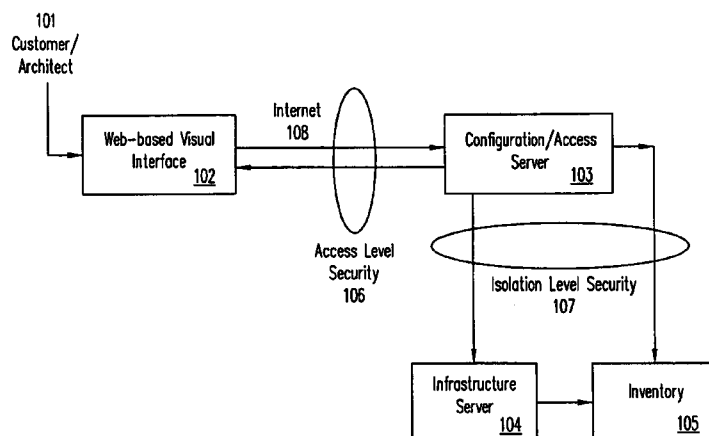 101
Customer/
Architect
Internet
108
Web-based Visual
Interface
102
Configuration/Access
Server
103
Access Level
Security
106
Isolation Level Security
107
Infrastructure
Server
104
Inventory
105